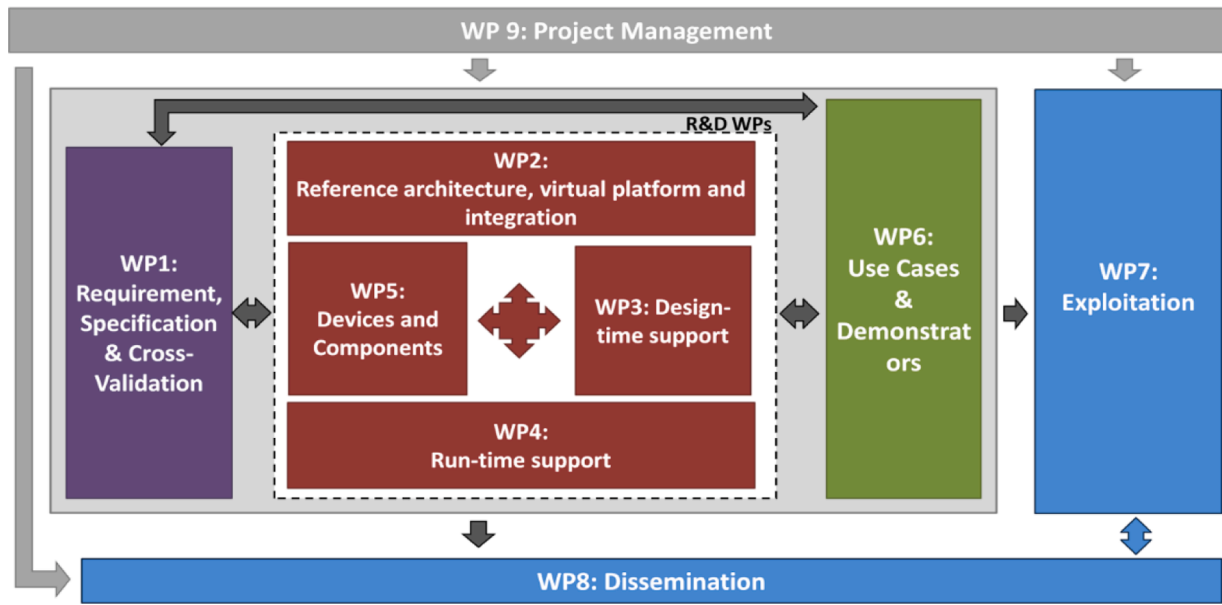 WP 9: Project Management
R&D WPs
WP1:
Requirement,
Specification
& Cross-
Validation
WP2:
Reference architecture, virtual platform and
integration
WP5:
Devices and
Components
WP3: Design-
time support
WP4:
Run-time support
WP6:
Use Cases
&
Demonstrat
ors
WP7:
Exploitation
WP8: Dissemination